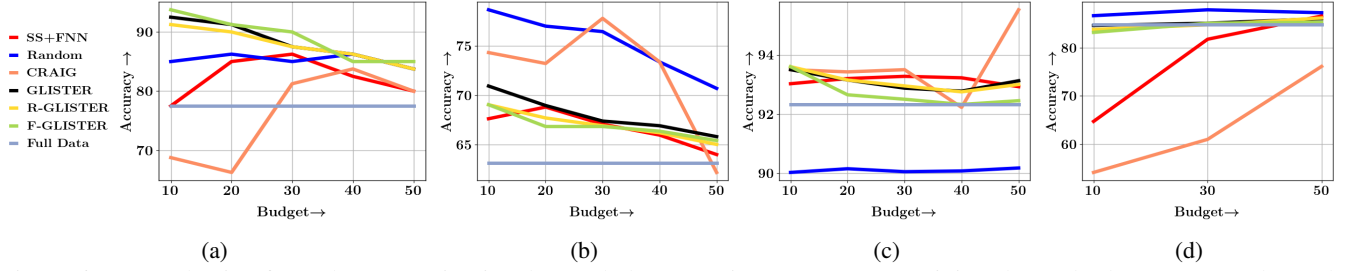 SS+FNN
Random
CRAIG
GLISTER
R-GLISTER
F-GLISTER
Full Data
Accuracy →
90
80
70
10 20 30 40 50
Budget→
(a)
Accuracy →
75
70
65
10 20 30 40 50
Budget→
(b)
Accuracy →
94
92
90
10 20 30 40 50
Budget→
(c)
Accuracy →
80
70
60
10 30 50
Budget→
(d)